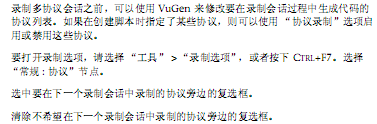 录制多协议会话之前，可以使用 VuGen 来修改要在录制会话过程中生成代码的
协议列表。如果在创建脚本时指定了某些协议，则可以使用“协议录制”选项启
用或禁用这些协议。
要打开录制选项，请选择“工具”>“录制选项”，或者按下 CTRL+F7。选择
“常规：协议”节点。
选中要在下一个录制会话中录制的协议旁边的复选框。
清除不希望在下一个录制会话中录制的协议旁边的复选框。